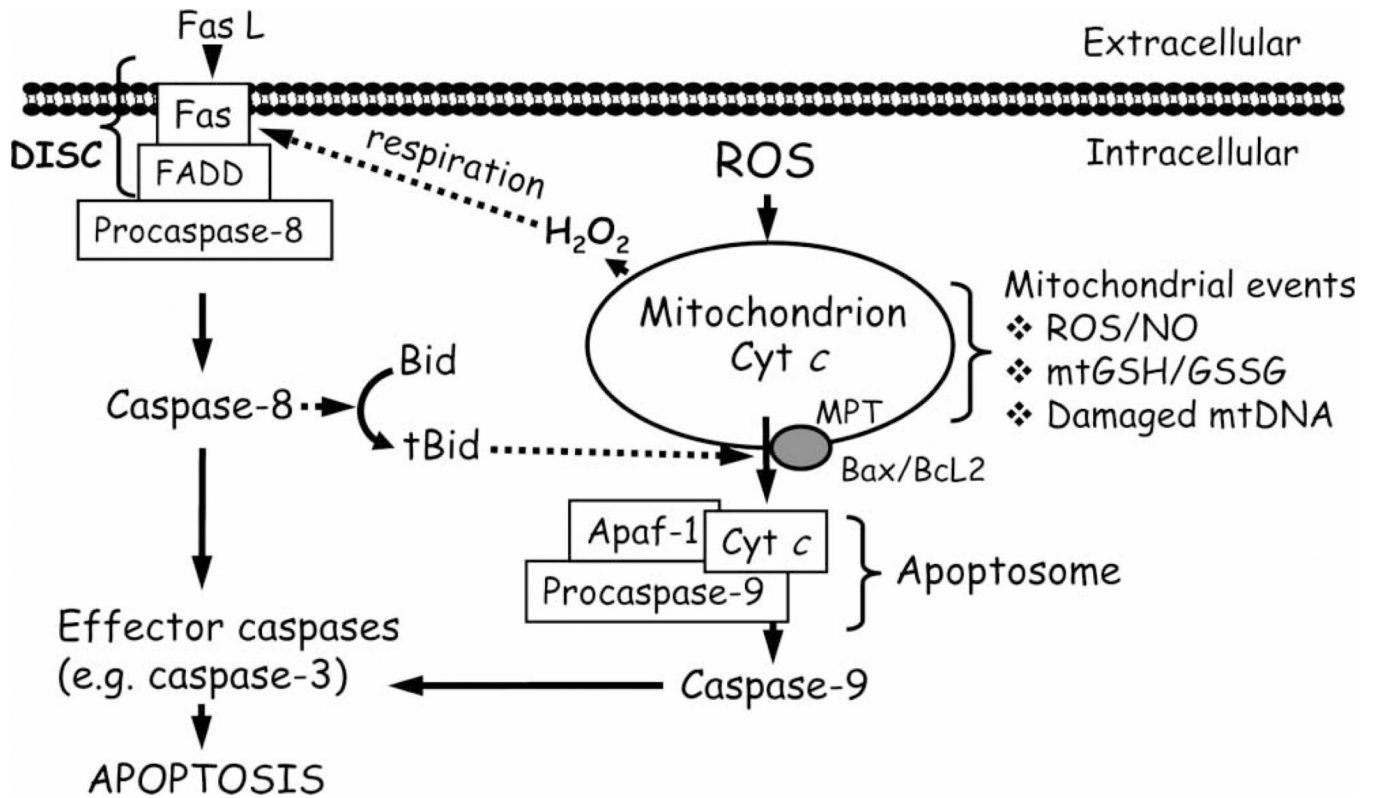 Fas L
Extracellular
Fas
DISC
respiration
ROS
Intracellular
FADD
Procaspase-8
H₂O₂
Mitochondrion
Cyt c
Mitochondrial events
❖ ROS/NO
❖ mtGSH/GSSG
❖ Damaged mtDNA
Bid
Caspase-8
tBid
MPT
Bax/BcL2
Apaf-1
Cyt c
Procaspase-9
Apoptosome
Effector caspases
(e.g. caspase-3)
Caspase-9
APOPTOSIS